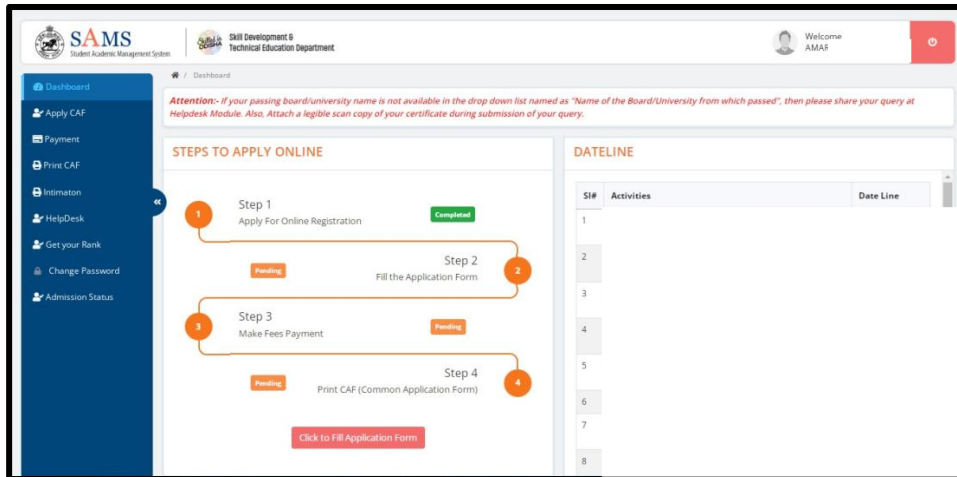 SAMS
Student Academic Management System
Skill Development &
Technical Education Department
Welcome
AMAR
Dashboard
Apply CAF
Payment
Print CAF
Intimaton
HelpDesk
Get your Rank
Change Password
Admission Status
/ Dashboard
Attention:- If your passing board/university name is not available in the drop down list named as "Name of the Board/University from which passed", then please share your query at
Helpdesk Module. Also, Attach a legible scan copy of your certificate during submission of your query.
STEPS TO APPLY ONLINE
1
Step 1
Apply For Online Registration
Completed
Pending
Step 2
Fill the Application Form
2
3
Step 3
Make Fees Payment
Pending
Pending
Step 4
Print CAF (Common Application Form)
4
Click to Fill Application Form
DATELINE
Sl# Activities Date Line
1
2
3
4
5
6
7
8